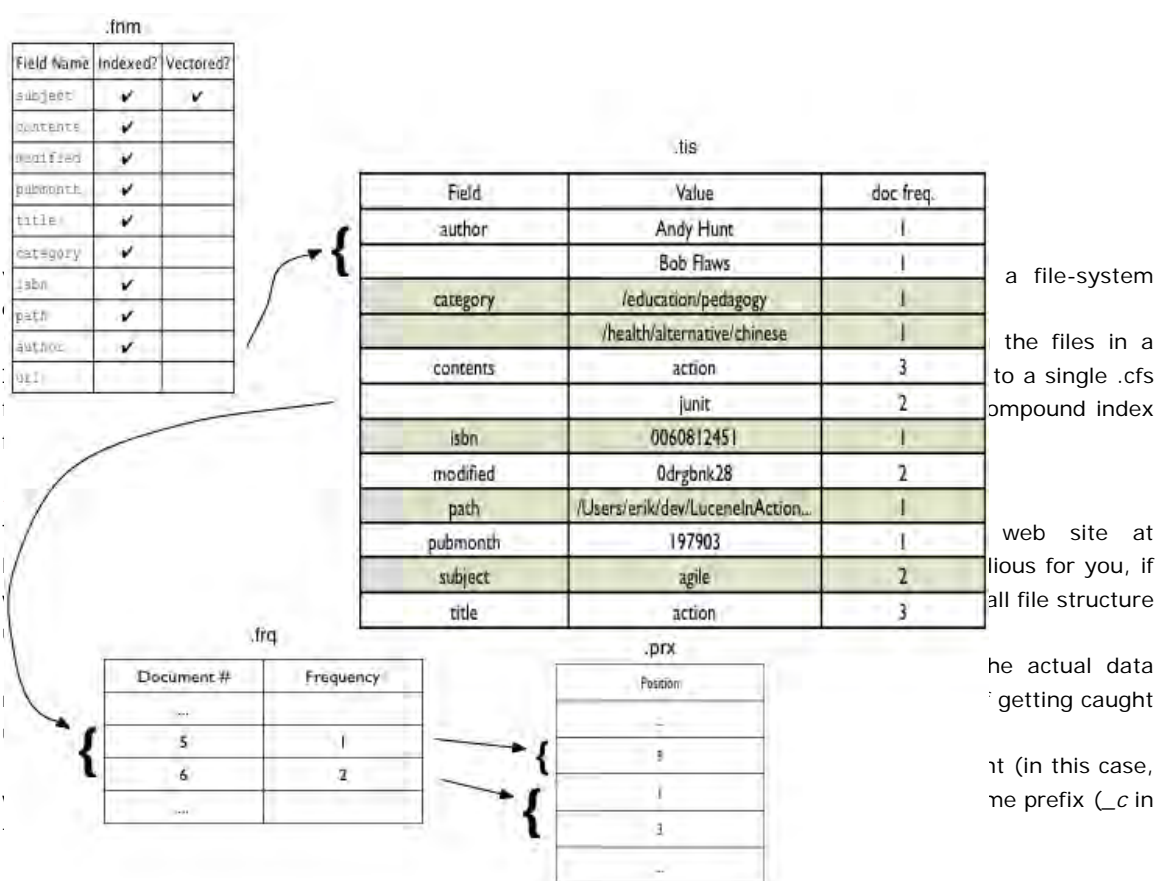 .fnm
Field Name Indexed? Vectored?
subject ✔ ✔
contents ✔
modified ✔
pubmonth ✔
title ✔
category ✔
isbn ✔
path ✔
author ✔
url
.tis
Field Value doc freq.
author Andy Hunt 1
Bob Flaws 1
category /education/pedagogy 1
/health/alternative/chinese 1
contents action 3
junit 2
isbn 0060812451 1
modified 0drgbnk28 2
path /Users/erik/dev/LuceneInAction... 1
pubmonth 197903 1
subject agile 2
title action 3
a file-system
the files in a
to a single .cfs
ompound index
web site at
lious for you, if
all file structure
he actual data
getting caught
nt (in this case,
me prefix (_c in
.frq
Document # Frequency
...
5 1
6 2
....
.prx
Position
...
9
1
3
...